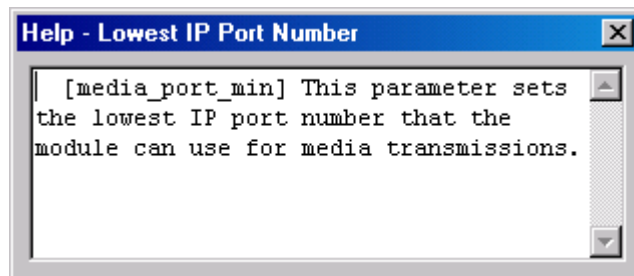 Help - Lowest IP Port Number
[media_port_min] This parameter sets
the lowest IP port number that the
module can use for media transmissions.